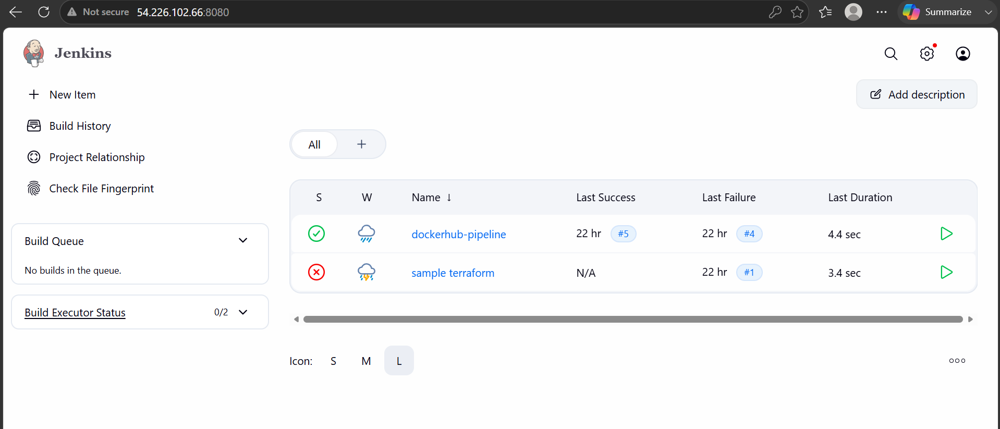 Not secure 54.226.102.66:8080
Summarize
Jenkins
New Item
Build History
Project Relationship
Check File Fingerprint
Build Queue
No builds in the queue.
Build Executor Status 0/2
Add description
All
S W Name ↓ Last Success Last Failure Last Duration
dockerhub-pipeline 22 hr #5 22 hr #4 4.4 sec
sample terraform N/A 22 hr #1 3.4 sec
Icon: S M L